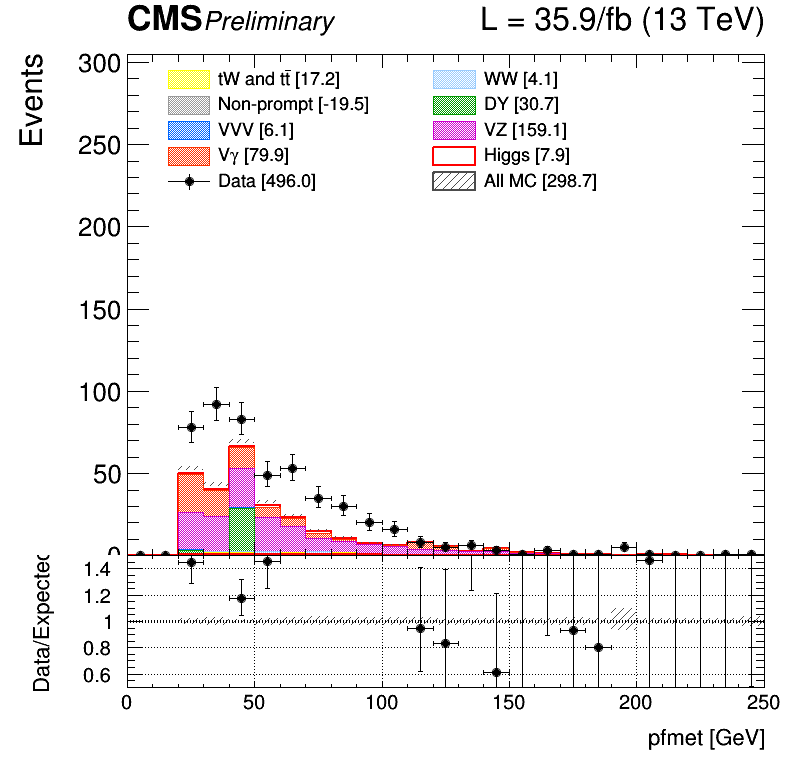 CMS Preliminary L = 35.9/fb (13 TeV)
Events
300
250
200
150
100
50
0
tW and tt̄ [17.2]
WW [4.1]
Non-prompt [-19.5]
DY [30.7]
VVV [6.1]
VZ [159.1]
Vγ [79.9]
Higgs [7.9]
Data [496.0]
All MC [298.7]
Data/Expected
1.4
1.2
1
0.8
0.6
0 50 100 150 200 250
pfmet [GeV]